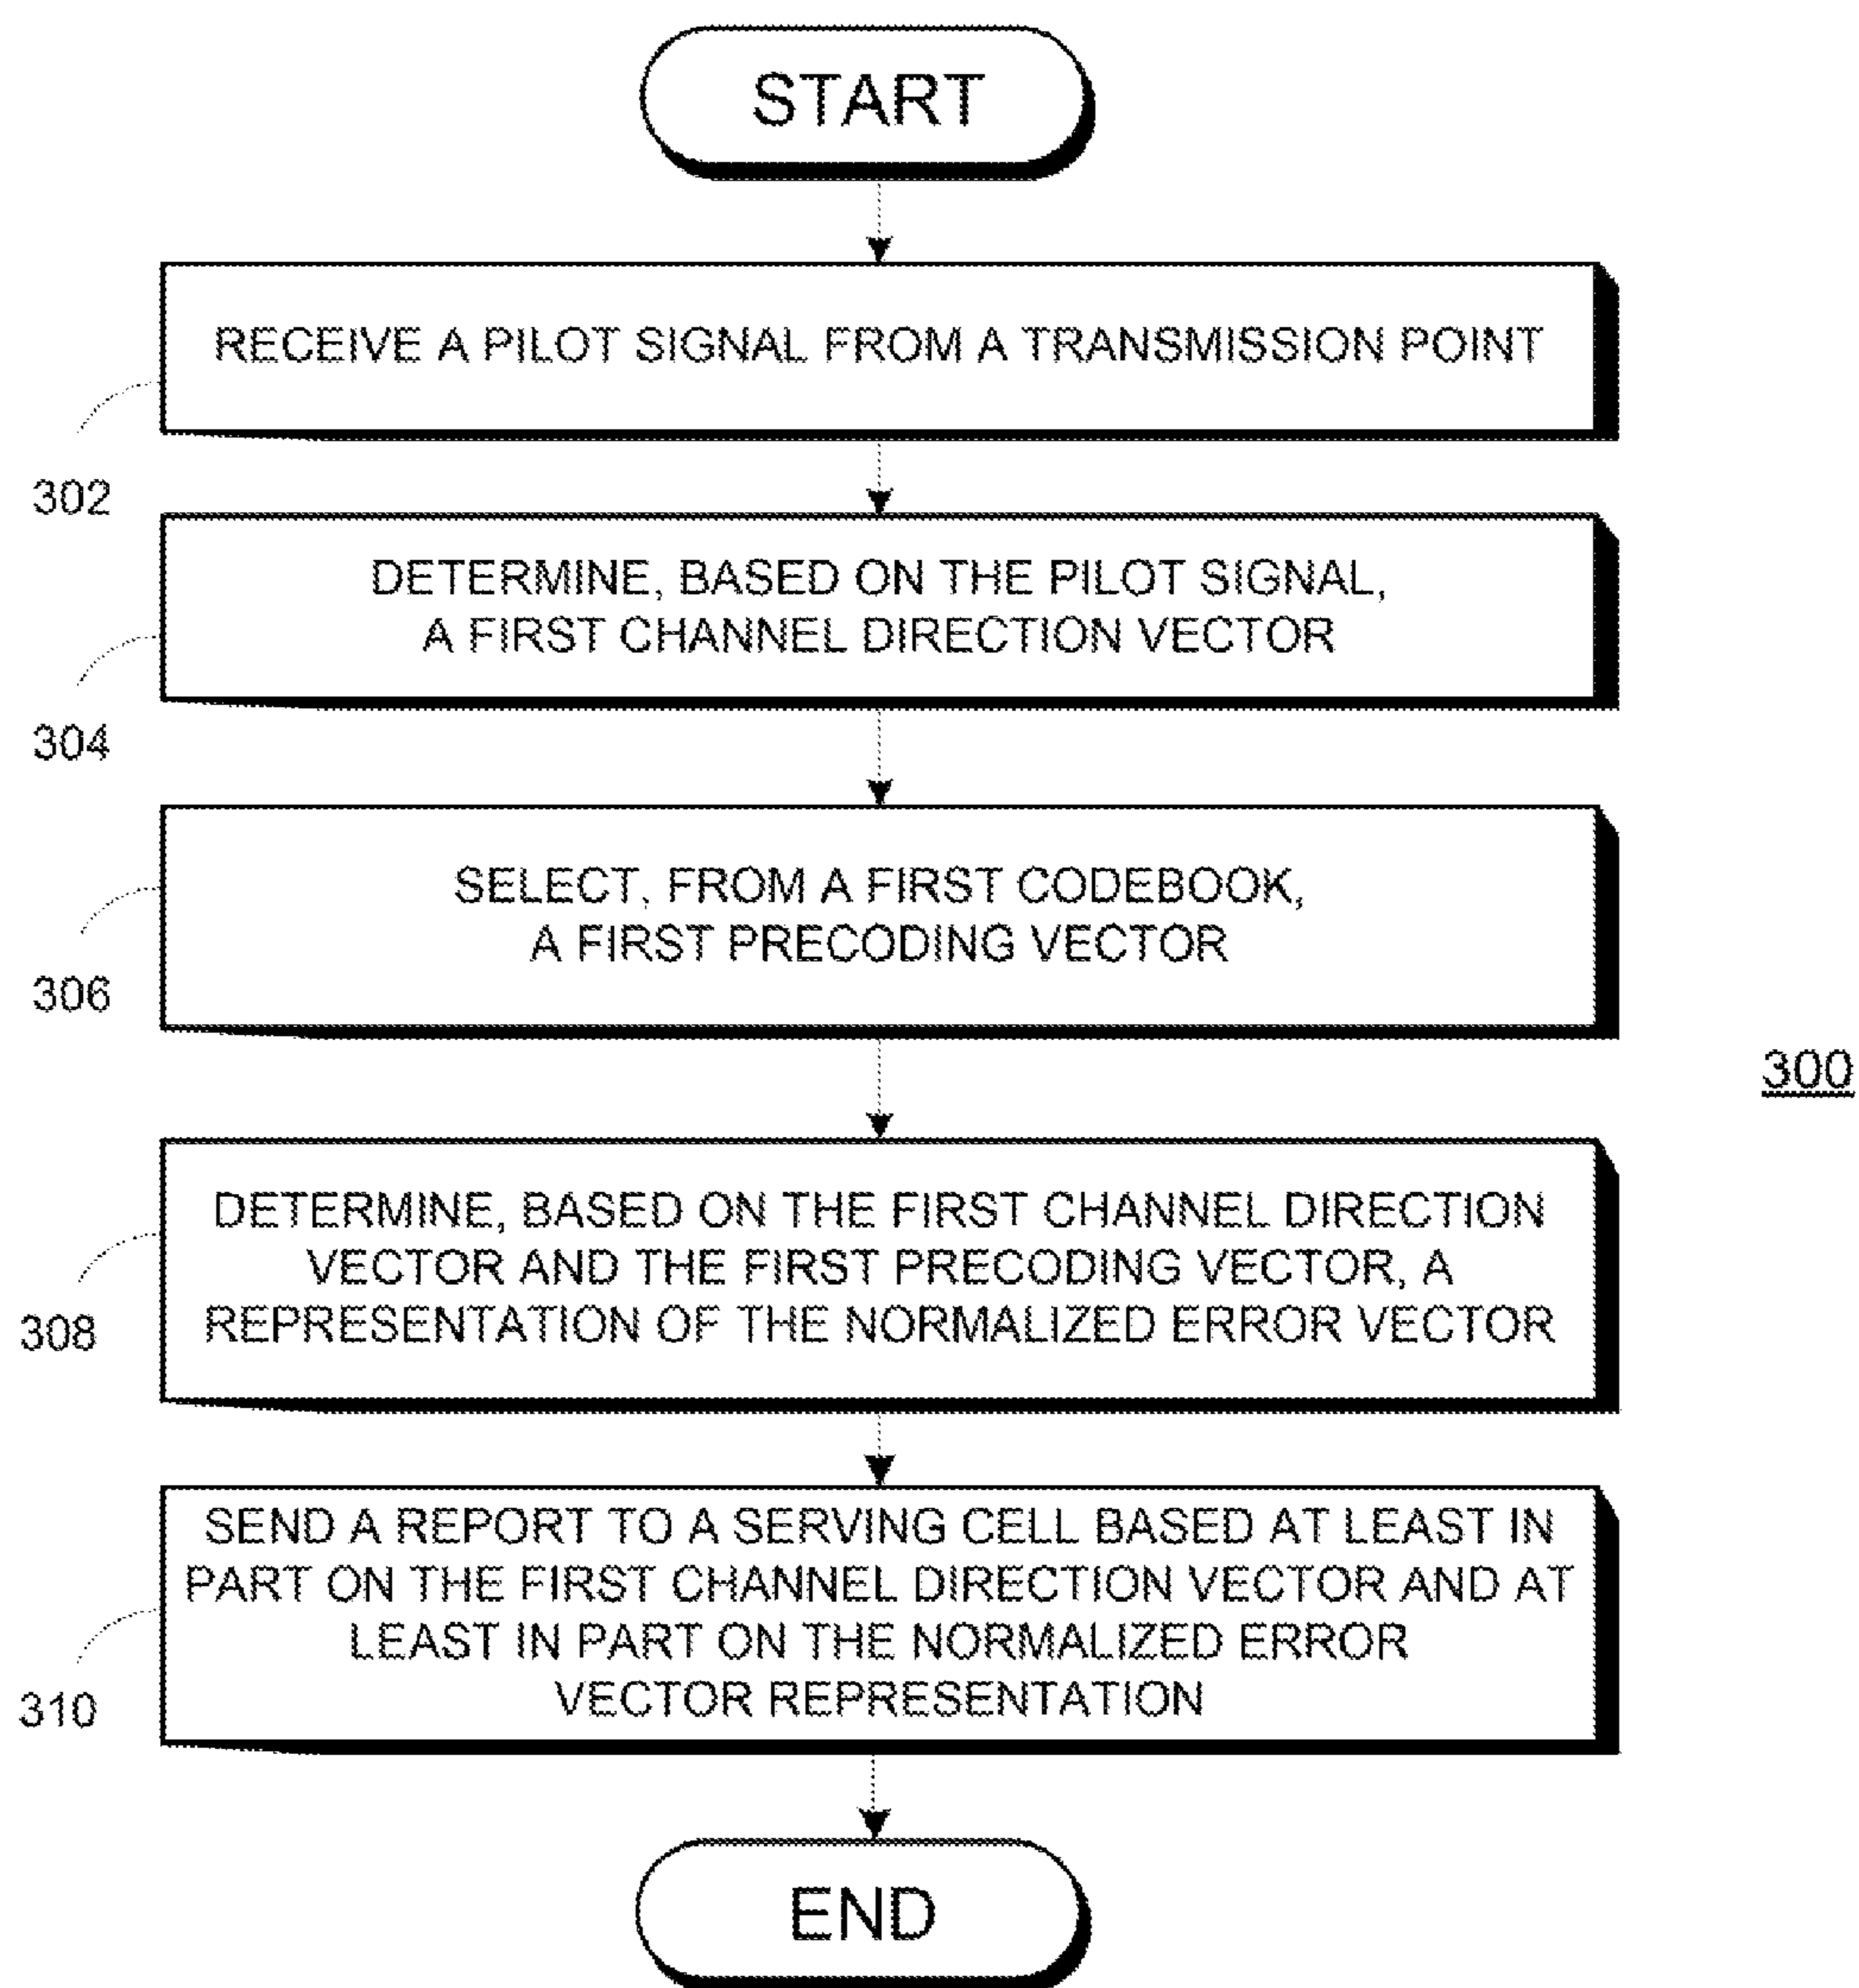 START
RECEIVE A PILOT SIGNAL FROM A TRANSMISSION POINT
302
DETERMINE, BASED ON THE PILOT SIGNAL,
A FIRST CHANNEL DIRECTION VECTOR
304
SELECT, FROM A FIRST CODEBOOK,
A FIRST PRECODING VECTOR
306
300
DETERMINE, BASED ON THE FIRST CHANNEL DIRECTION
VECTOR AND THE FIRST PRECODING VECTOR, A
REPRESENTATION OF THE NORMALIZED ERROR VECTOR
308
SEND A REPORT TO A SERVING CELL BASED AT LEAST IN
PART ON THE FIRST CHANNEL DIRECTION VECTOR AND AT
LEAST IN PART ON THE NORMALIZED ERROR
VECTOR REPRESENTATION
310
END